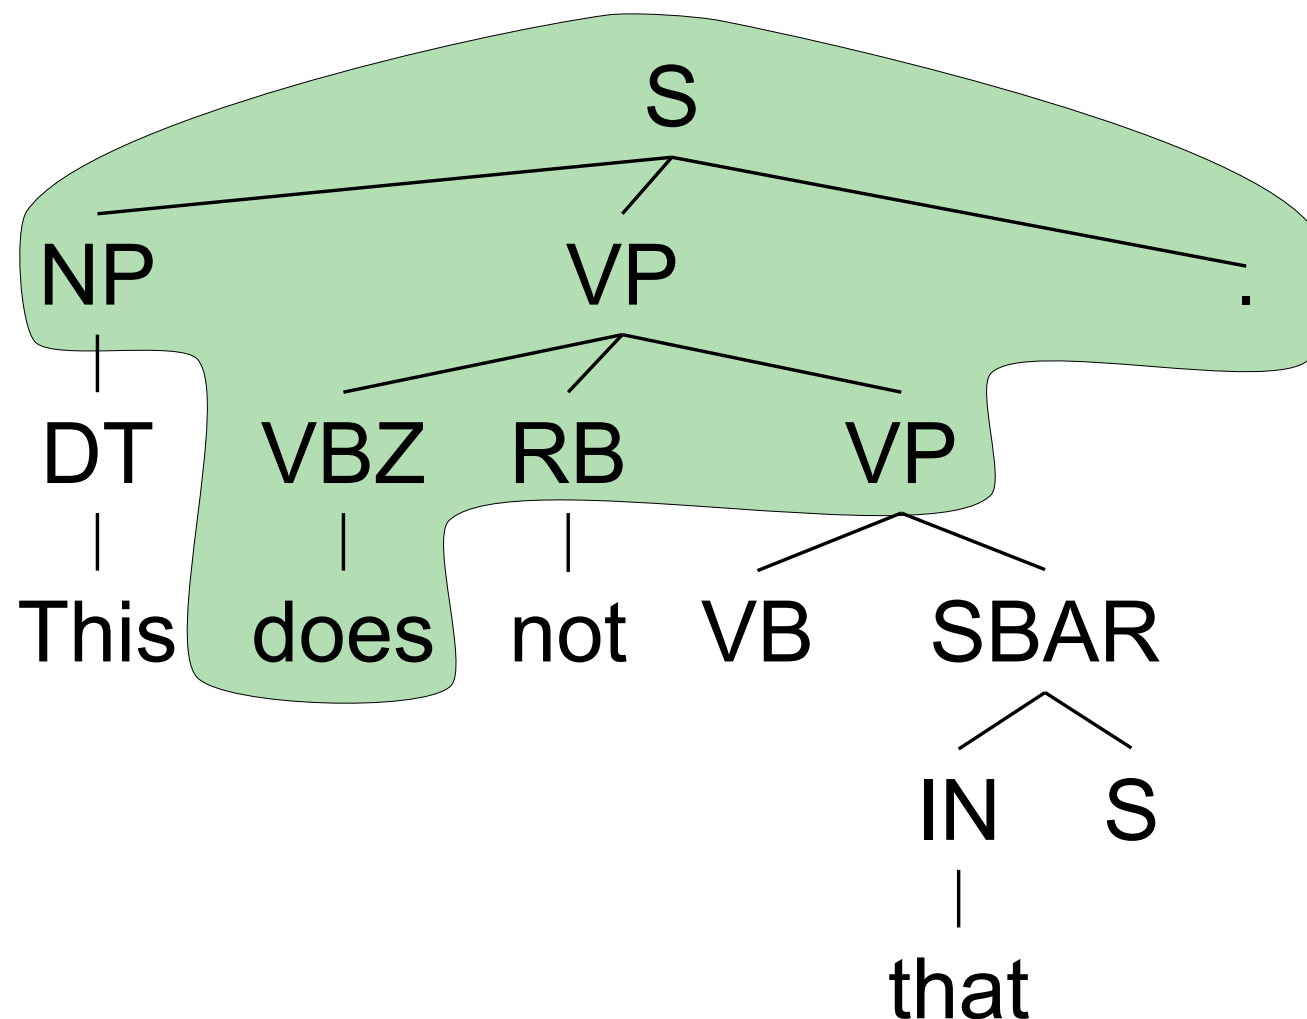 S
NP VP .
DT VBZ RB VP
This does not VB SBAR
IN S
that